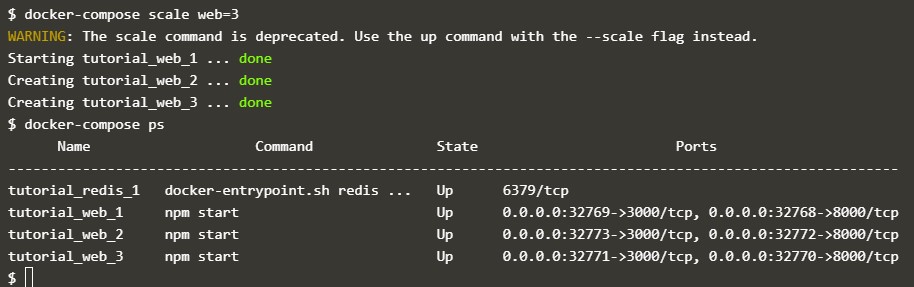 $ docker-compose scale web=3
WARNING: The scale command is deprecated. Use the up command with the --scale flag instead.
Starting tutorial_web_1 ... done
Creating tutorial_web_2 ... done
Creating tutorial_web_3 ... done
$ docker-compose ps
      Name                    Command               State                        Ports
------------------------------------------------------------------------------------------------------------
tutorial_redis_1   docker-entrypoint.sh redis ...   Up      6379/tcp
tutorial_web_1     npm start                        Up      0.0.0.0:32769->3000/tcp, 0.0.0.0:32768->8000/tcp
tutorial_web_2     npm start                        Up      0.0.0.0:32773->3000/tcp, 0.0.0.0:32772->8000/tcp
tutorial_web_3     npm start                        Up      0.0.0.0:32771->3000/tcp, 0.0.0.0:32770->8000/tcp
$